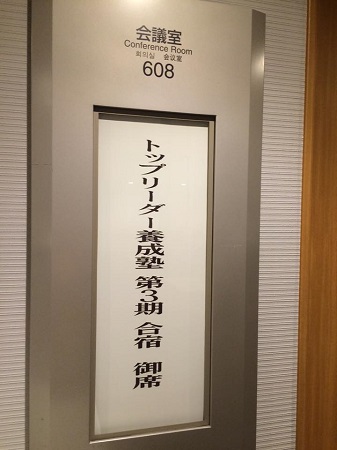 会議室
Conference Room
회의실 会议室
608
トップリーダー養成塾 第3期 合宿 御席